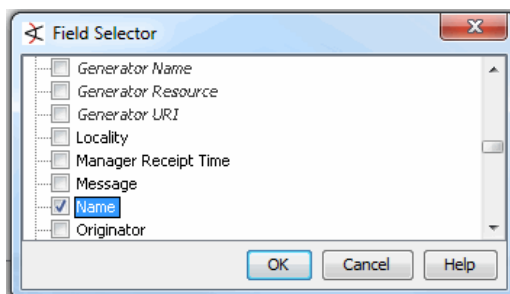 Field Selector
Generator Name
Generator Resource
Generator URI
Locality
Manager Receipt Time
Message
Name
Originator
OK Cancel Help